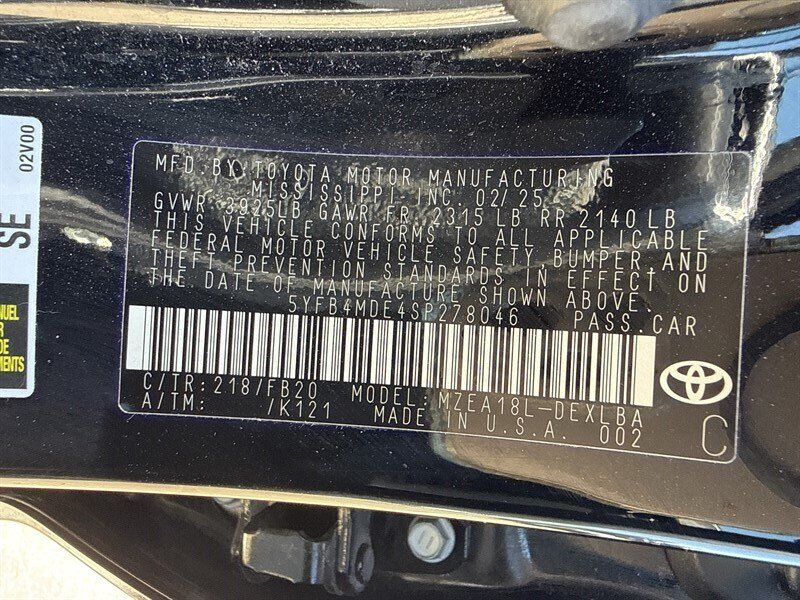 02V00
SE
NUEL
R
DE
MENTS
MFD.BY TOYOTA MOTOR MANUFACTURING
MISSISSIPPI, INC. 02/25
GVWR 3925LB GAWR FR 2315 LB RR 2140 LB
THIS VEHICLE CONFORMS TO ALL APPLICABLE
FEDERAL MOTOR VEHICLE SAFETY, BUMPER, AND
THEFT PREVENTION STANDARDS IN EFFECT ON
THE DATE OF MANUFACTURE SHOWN ABOVE.
5YFB4MDE4SP278046 PASS.CAR
C/TR:218/FB20 MODEL:MZEA18L-DEXLBA
A/TM: /K121 MADE IN U.S.A. 002
C